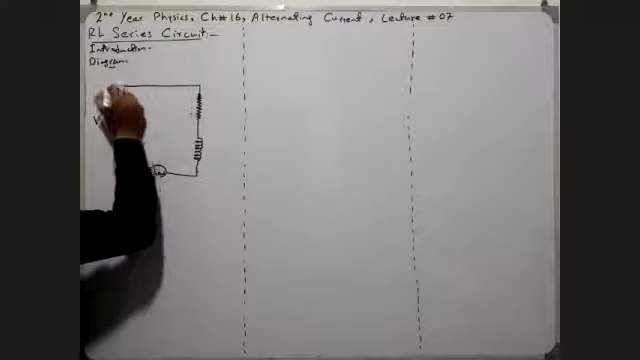 2nd Year Physics, Ch#16, Alternating Current, Lecture #07
RL Series Circuit:-
Introduction-
Diagram
V